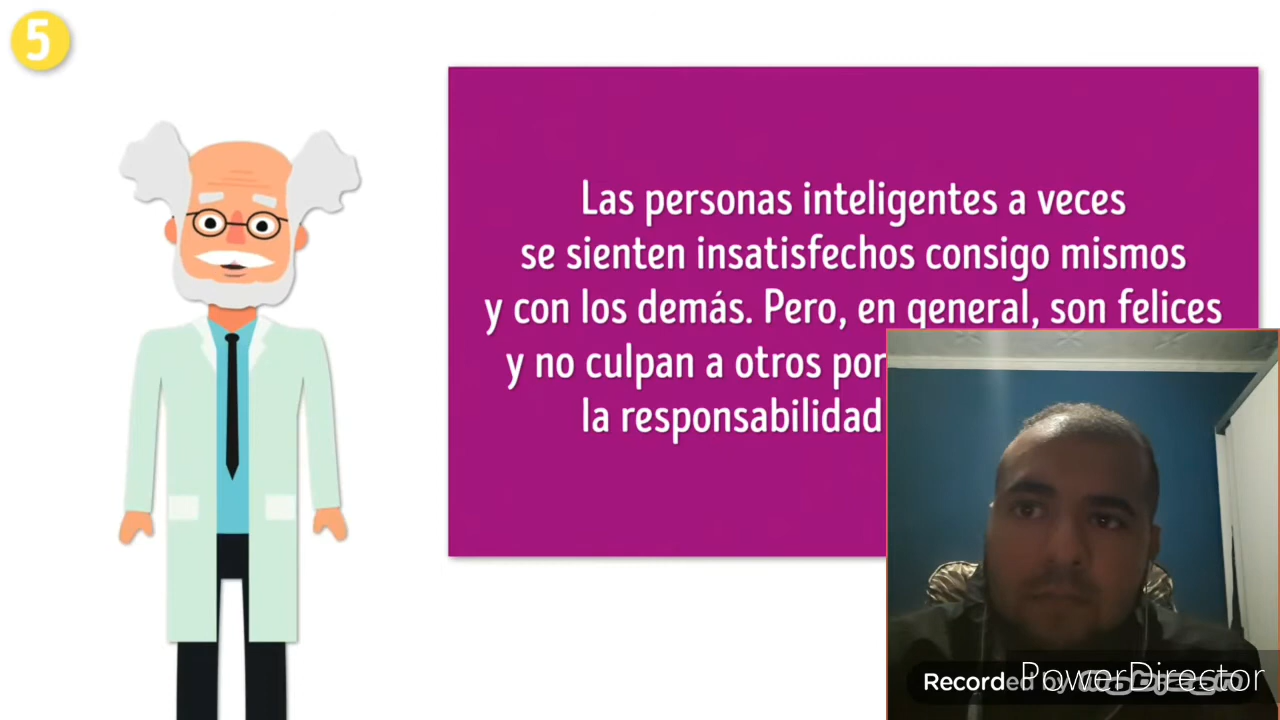 5
Las personas inteligentes a veces
se sienten insatisfechos consigo mismos
y con los demás. Pero, en general, son felices
y no culpan a otros por
la responsabilidad
Recorded by
PowerDirector